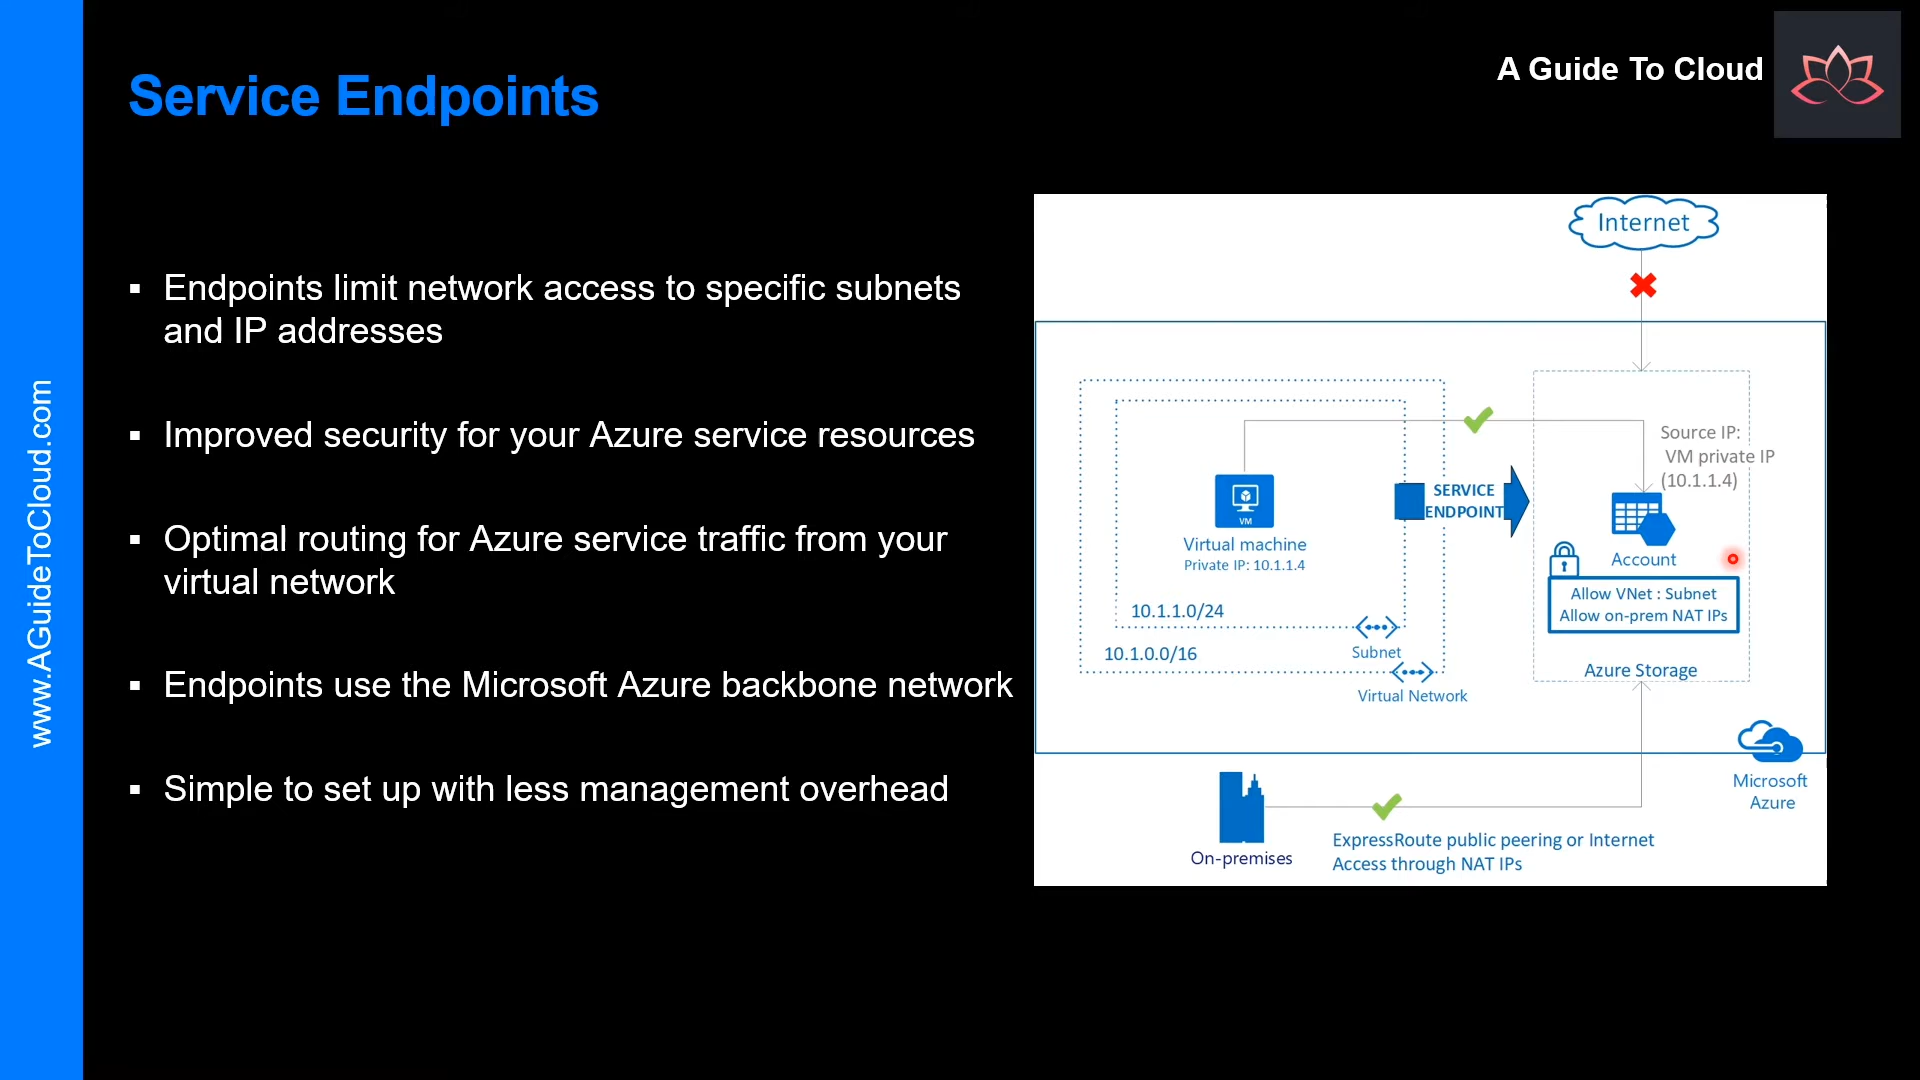 Service Endpoints
A Guide To Cloud
www.AGuideToCloud.com
▪ Endpoints limit network access to specific subnets
and IP addresses
▪ Improved security for your Azure service resources
▪ Optimal routing for Azure service traffic from your
virtual network
▪ Endpoints use the Microsoft Azure backbone network
▪ Simple to set up with less management overhead
Internet
Source IP:
VM private IP
(10.1.1.4)
SERVICE
ENDPOINT
VM
Virtual machine
Private IP: 10.1.1.4
Account
Allow VNet : Subnet
Allow on-prem NAT IPs
10.1.1.0/24
10.1.0.0/16
Subnet
Virtual Network
Azure Storage
Microsoft
Azure
On-premises
ExpressRoute public peering or Internet
Access through NAT IPs